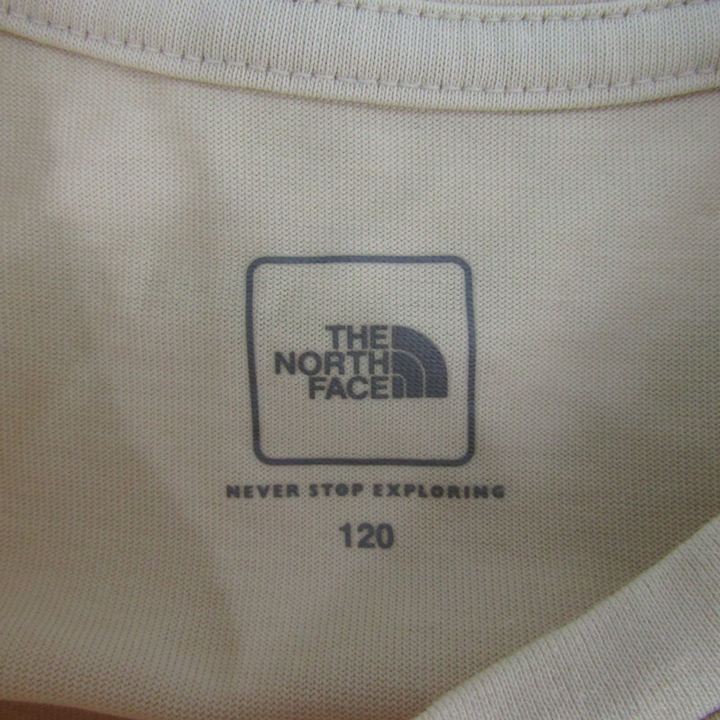 THE
NORTH
FACE
NEVER STOP EXPLORING
120